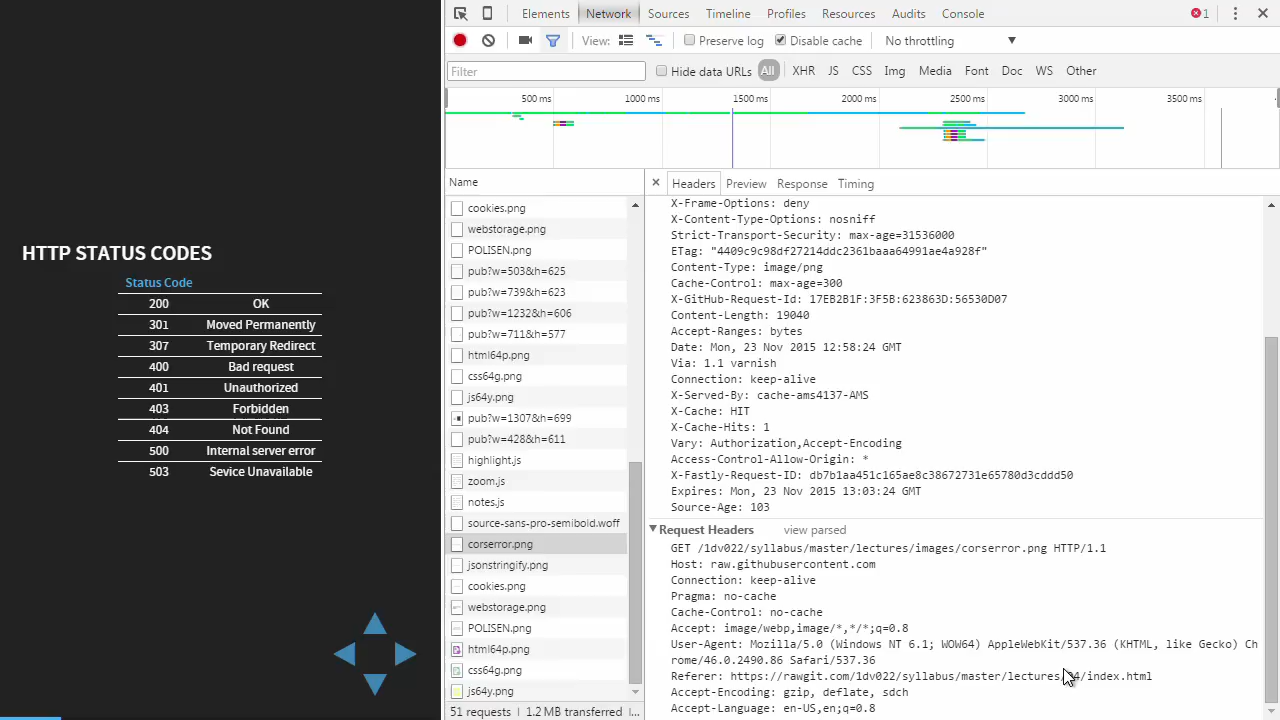 HTTP STATUS CODES
Status Code
200 OK
301 Moved Permanently
307 Temporary Redirect
400 Bad request
401 Unauthorized
403 Forbidden
404 Not Found
500 Internal server error
503 Sevice Unavailable
Elements Network Sources Timeline Profiles Resources Audits Console 1
View: Preserve log Disable cache No throttling
Filter Hide data URLs All XHR JS CSS Img Media Font Doc WS Other
500 ms 1000 ms 1500 ms 2000 ms 2500 ms 3000 ms 3500 ms
Name
cookies.png
webstorage.png
POLISEN.png
pub?w=503&h=625
pub?w=739&h=623
pub?w=1232&h=606
pub?w=711&h=577
html64p.png
css64g.png
js64y.png
pub?w=1307&h=699
pub?w=428&h=611
highlight.js
zoom.js
notes.js
source-sans-pro-semibold.woff
corserror.png
jsonstringify.png
cookies.png
webstorage.png
POLISEN.png
html64p.png
css64g.png
js64y.png
51 requests | 1.2 MB transferred |...
Headers Preview Response Timing
X-Frame-Options: deny
X-Content-Type-Options: nosniff
Strict-Transport-Security: max-age=31536000
ETag: "4409c9c98df27214ddc2361baaa64991ae4a928f"
Content-Type: image/png
Cache-Control: max-age=300
X-GitHub-Request-Id: 17EB2B1F:3F5B:623863D:56530D07
Content-Length: 19040
Accept-Ranges: bytes
Date: Mon, 23 Nov 2015 12:58:24 GMT
Via: 1.1 varnish
Connection: keep-alive
X-Served-By: cache-ams4137-AMS
X-Cache: HIT
X-Cache-Hits: 1
Vary: Authorization,Accept-Encoding
Access-Control-Allow-Origin: *
X-Fastly-Request-ID: db7b1aa451c165ae8c38672731e65780d3cddd50
Expires: Mon, 23 Nov 2015 13:03:24 GMT
Source-Age: 103
Request Headers view parsed
GET /1dv022/syllabus/master/lectures/images/corserror.png HTTP/1.1
Host: raw.githubusercontent.com
Connection: keep-alive
Pragma: no-cache
Cache-Control: no-cache
Accept: image/webp,image/*,*/*;q=0.8
User-Agent: Mozilla/5.0 (Windows NT 6.1; WOW64) AppleWebKit/537.36 (KHTML, like Gecko) Ch
rome/46.0.2490.86 Safari/537.36
Referer: https://rawgit.com/1dv022/syllabus/master/lectures/ /index.html
Accept-Encoding: gzip, deflate, sdch
Accept-Language: en-US,en;q=0.8